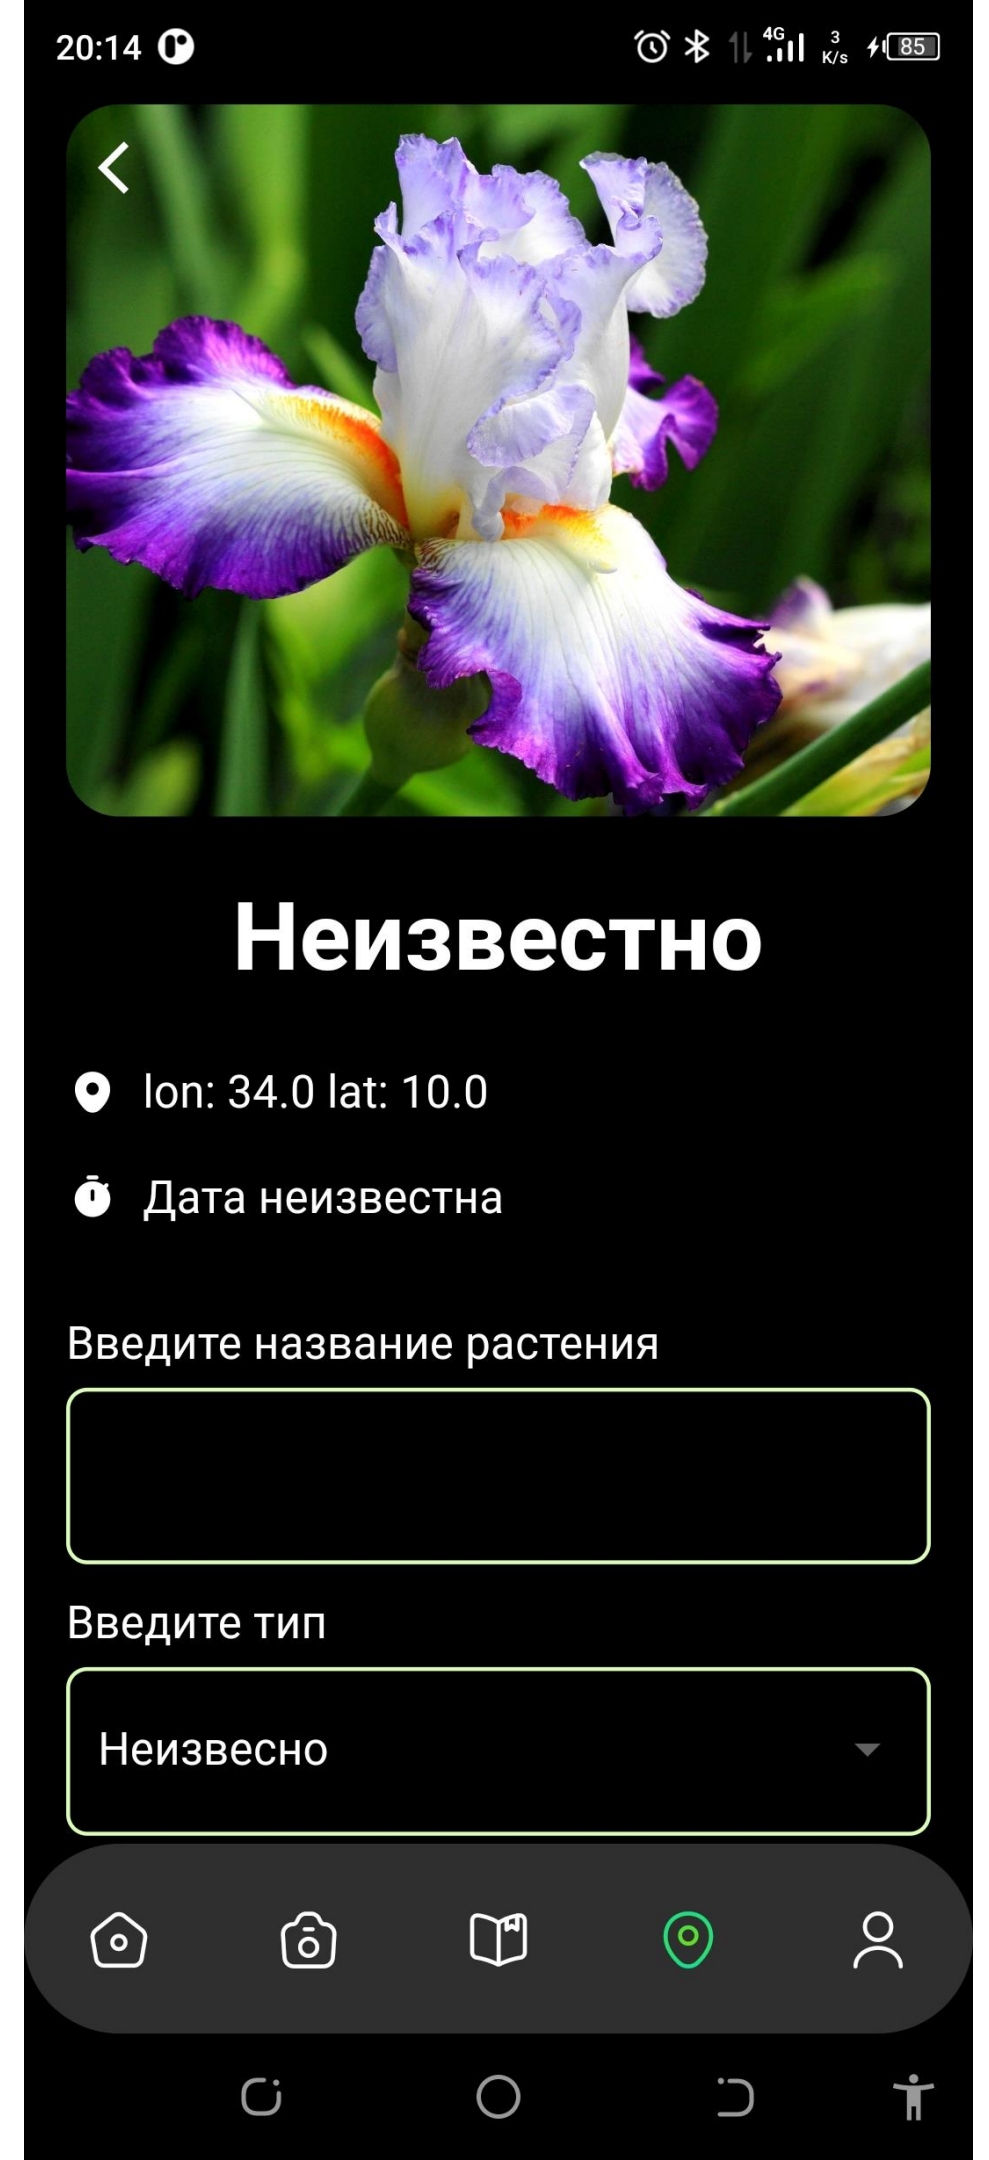 20:14 4G 3 K/s 85
Неизвестно
lon: 34.0 lat: 10.0
Дата неизвестна
Введите название растения
Введите тип
Неизвесно